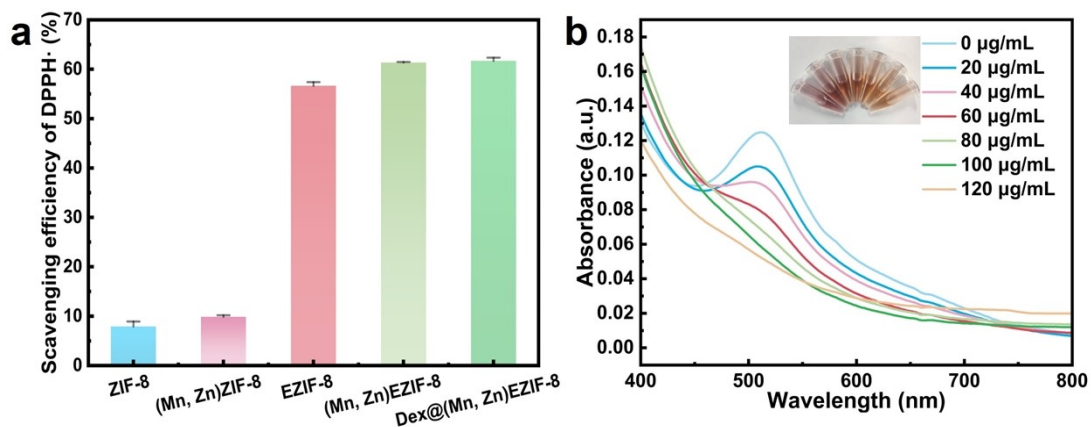 a
Scavenging efficiency of DPPH· (%)
70
60
50
40
30
20
10
0
ZIF-8
(Mn, Zn)ZIF-8
EZIF-8
(Mn, Zn)EZIF-8
Dex@(Mn, Zn)EZIF-8
b
Absorbance (a.u.)
0.18
0.16
0.14
0.12
0.10
0.08
0.06
0.04
0.02
0.00
400
500
600
700
800
Wavelength (nm)
0 μg/mL
20 μg/mL
40 μg/mL
60 μg/mL
80 μg/mL
100 μg/mL
120 μg/mL